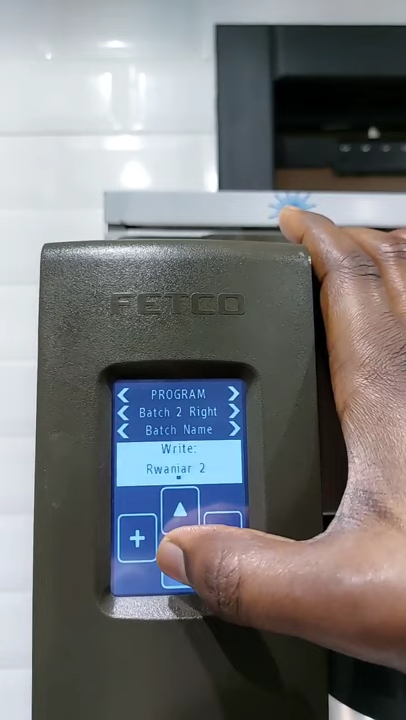 FETCO
PROGRAM
Batch 2 Right
Batch Name
Write:
Rwaniar 2